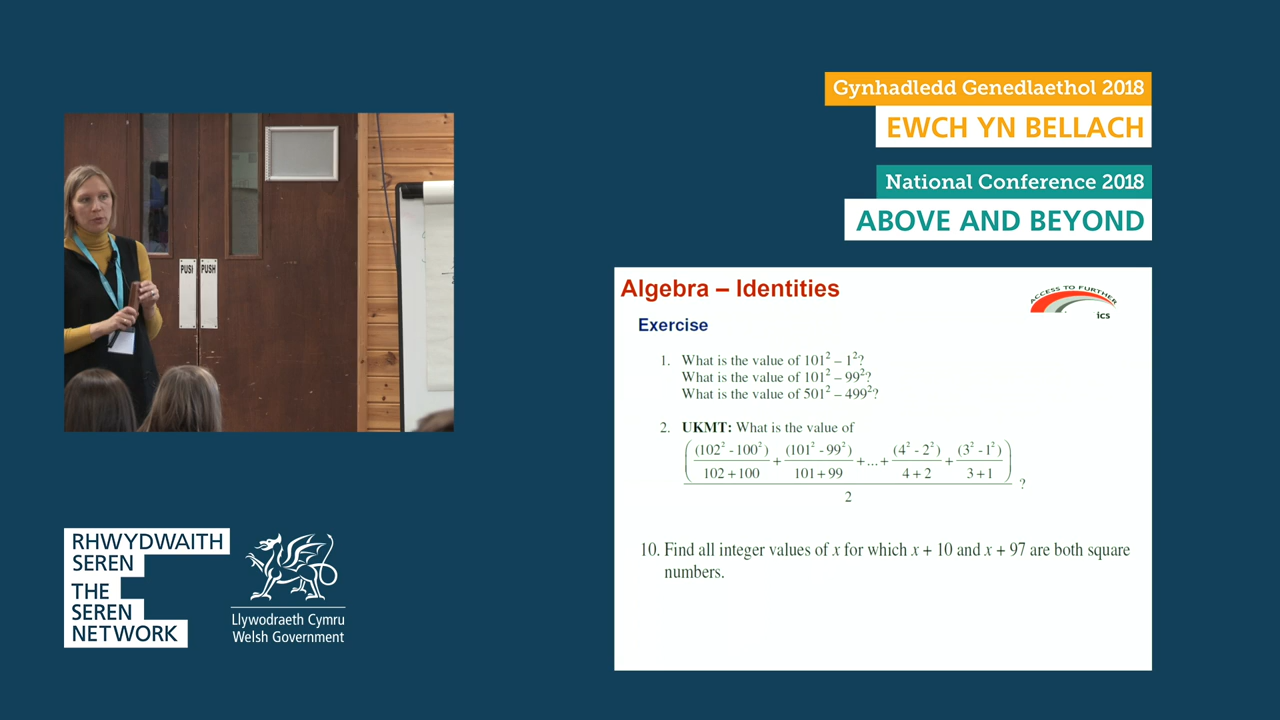 Gynhadledd Genedlaethol 2018
EWCH YN BELLACH
National Conference 2018
ABOVE AND BEYOND
PUSH
PUSH
Algebra – Identities
ACCESS TO FURTHER
ics
Exercise
1. What is the value of 101² – 1²?
What is the value of 101² – 99²?
What is the value of 501² – 499²?
2. UKMT: What is the value of
(102² - 100²) (101² - 99²) (4² - 2²) (3² - 1²)
+ + ... + +
102 + 100 101 + 99 4 + 2 3 + 1
?
2
10. Find all integer values of x for which x + 10 and x + 97 are both square
numbers.
RHWYDWAITH
SEREN
THE
SEREN
NETWORK
Llywodraeth Cymru
Welsh Government